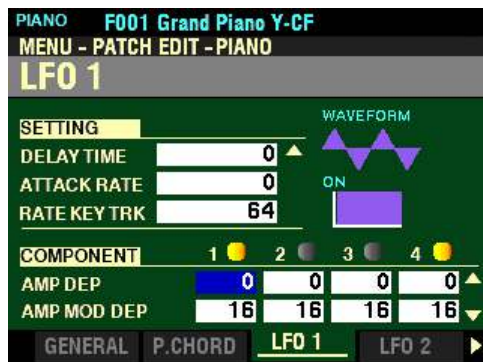 PIANO F001 Grand Piano Y-CF
MENU - PATCH EDIT - PIANO
LFO 1
WAVEFORM
SETTING
DELAY TIME 0
ATTACK RATE 0
ON
RATE KEY TRK 64
COMPONENT 1 2 3 4
AMP DEP 0 0 0 0
AMP MOD DEP 16 16 16 16
GENERAL P.CHORD LFO 1 LFO 2